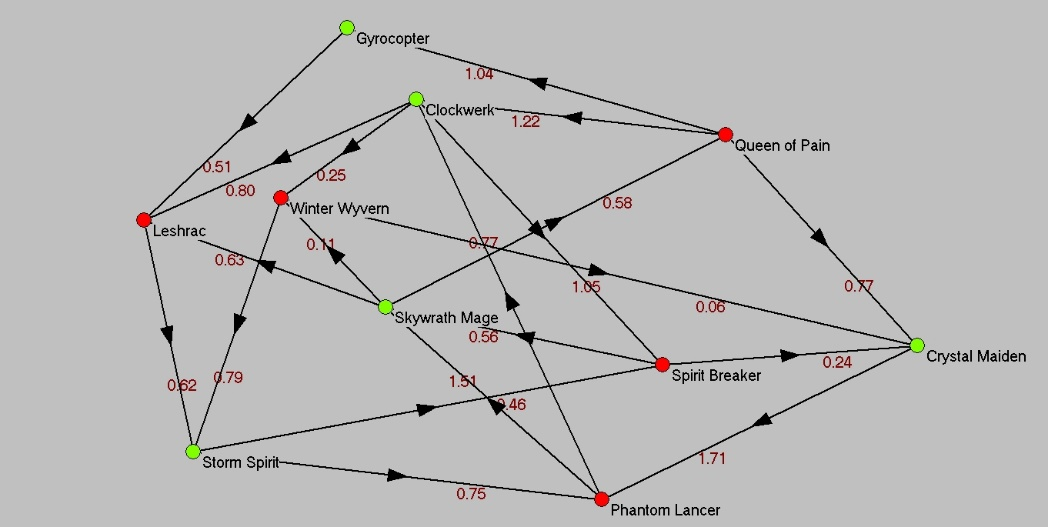 Gyrocopter
1.04
Clockwerk
1.22
Queen of Pain
0.51
0.80
0.25
Winter Wyvern
0.58
Leshrac
0.11
0.77
0.63
1.05
0.77
0.06
Skywrath Mage
0.56
Crystal Maiden
0.24
Spirit Breaker
0.62
0.79
1.51
0.46
Storm Spirit
1.71
0.75
Phantom Lancer